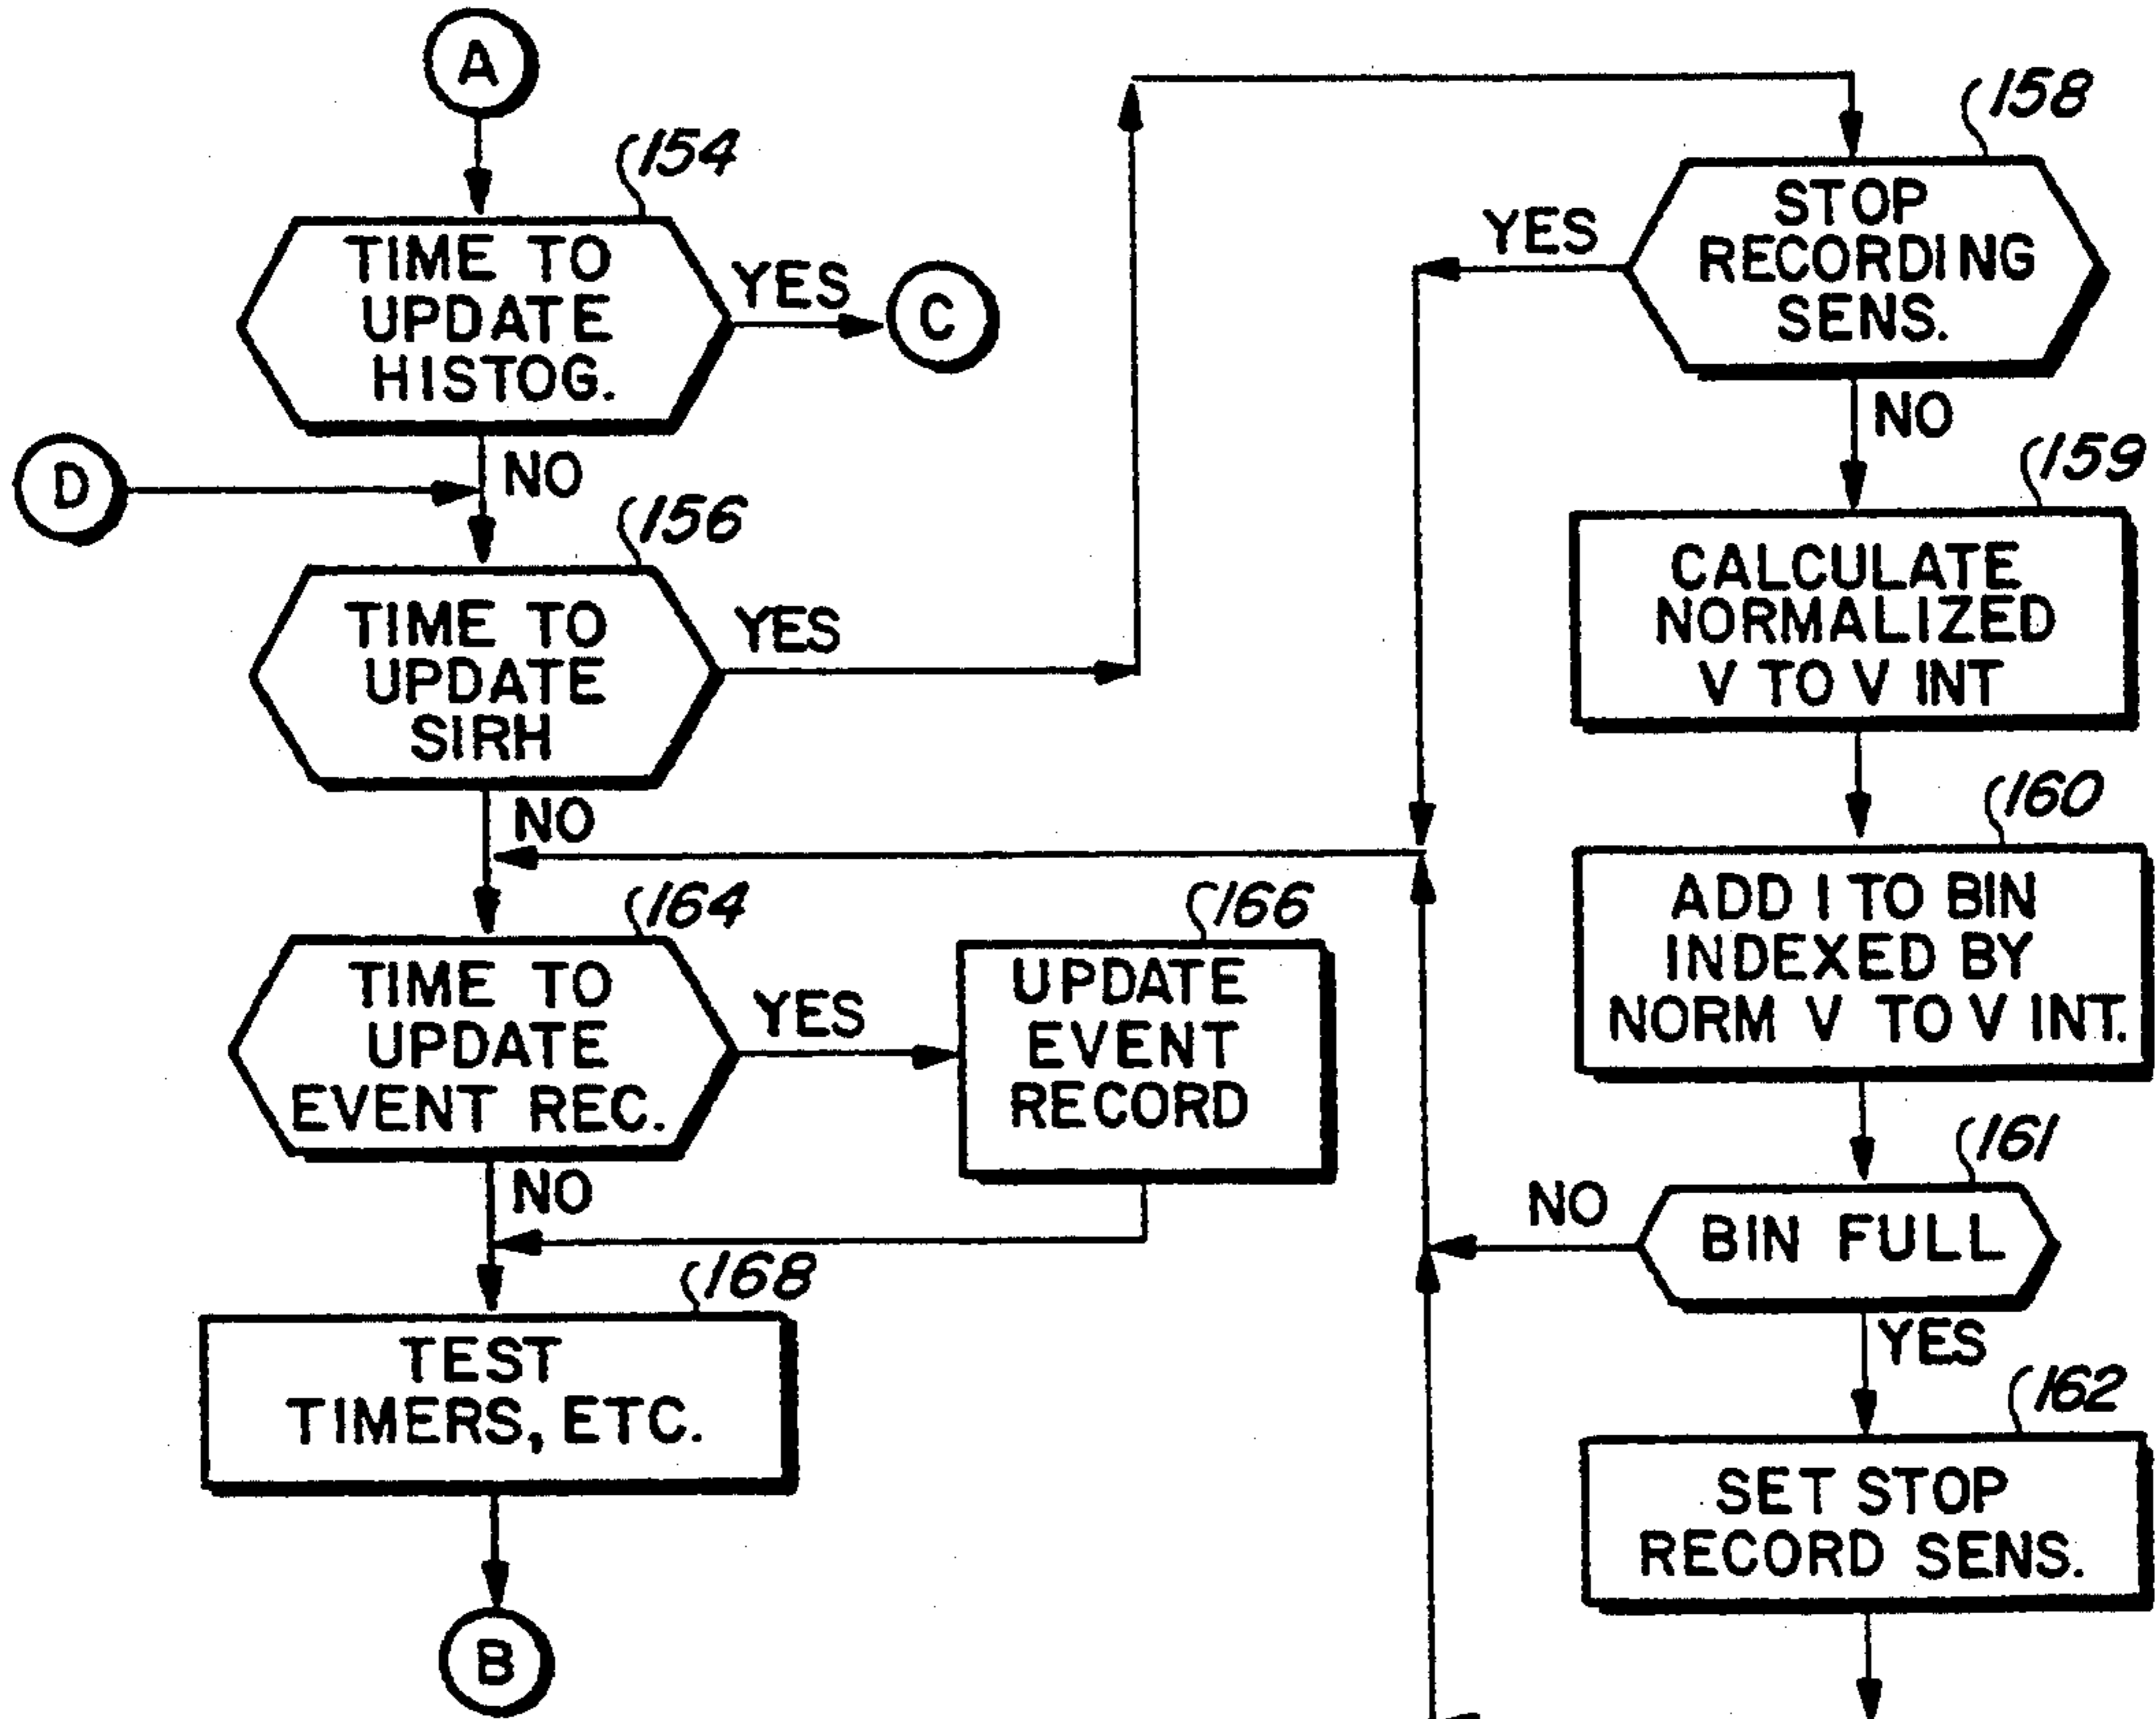 A
154
TIME TO
UPDATE
HISTOG.
YES
C
NO
D
156
TIME TO
UPDATE
SIRH
YES
NO
164
TIME TO
UPDATE
EVENT REC.
YES
166
UPDATE
EVENT
RECORD
NO
168
TEST
TIMERS, ETC.
B
158
STOP
RECORDING
SENS.
YES
NO
159
CALCULATE
NORMALIZED
V TO V INT
160
ADD 1 TO BIN
INDEXED BY
NORM V TO V INT.
161
BIN FULL
NO
YES
162
SET STOP
RECORD SENS.